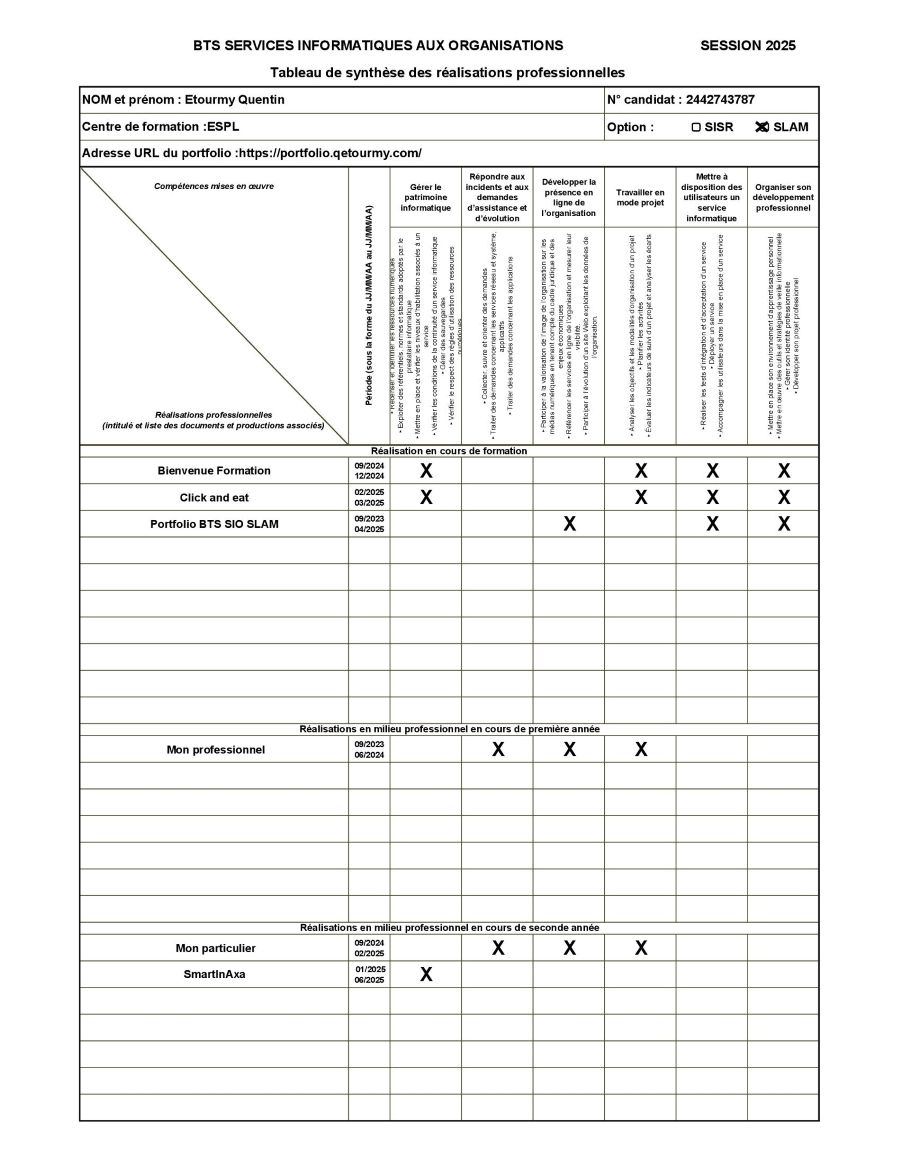 BTS SERVICES INFORMATIQUES AUX ORGANISATIONS SESSION 2025
Tableau de synthèse des réalisations professionnelles
NOM et prénom : Etourmy Quentin N° candidat : 2442743787
Centre de formation :ESPL Option : SISR SLAM
Adresse URL du portfolio :https://portfolio.qetourmy.com/
Compétences mises en œuvre
Réalisations professionnelles
(intitulé et liste des documents et productions associés)
Période (sous la forme du JJ/MM/AA au JJ/MM/AA)
Gérer le
patrimoine
informatique
Répondre aux
incidents et aux
demandes
d'assistance et
d'évolution
Développer la
présence en
ligne de
l'organisation
Travailler en
mode projet
Mettre à
disposition des
utilisateurs un
service
informatique
Organiser son
développement
professionnel
• Recenser et identifier les ressources numériques
• Exploiter des référentiels, normes et standards adoptés par le
prestataire informatique
• Mettre en place et vérifier les niveaux d'habilitation associés à un
service
• Vérifier les conditions de la continuité d'un service informatique
• Gérer des sauvegardes
• Vérifier le respect des règles d'utilisation des ressources
numériques
• Collecter, suivre et orienter des demandes
• Traiter des demandes concernant les services réseau et système,
applicatifs
• Traiter des demandes concernant les applications
• Participer à la valorisation de l'image de l'organisation sur les
médias numériques en tenant compte du cadre juridique et des
enjeux économiques
• Référencer les services en ligne de l'organisation et mesurer leur
visibilité.
• Participer à l'évolution d'un site Web exploitant les données de
l'organisation.
• Analyser les objectifs et les modalités d'organisation d'un projet
• Planifier les activités
• Évaluer les indicateurs de suivi d'un projet et analyser les écarts
• Réaliser les tests d'intégration et d'acceptation d'un service
• Déployer un service
• Accompagner les utilisateurs dans la mise en place d'un service
• Mettre en place son environnement d'apprentissage personnel
• Mettre en œuvre des outils et stratégies de veille informationnelle
• Gérer son identité professionnelle
• Développer son projet professionnel
Réalisation en cours de formation
Bienvenue Formation 09/2024 12/2024 X X X X
Click and eat 02/2025 03/2025 X X X X
Portfolio BTS SIO SLAM 09/2023 04/2025 X X X
Réalisations en milieu professionnel en cours de première année
Mon professionnel 09/2023 06/2024 X X X
Réalisations en milieu professionnel en cours de seconde année
Mon particulier 09/2024 02/2025 X X X
SmartInAxa 01/2025 06/2025 X